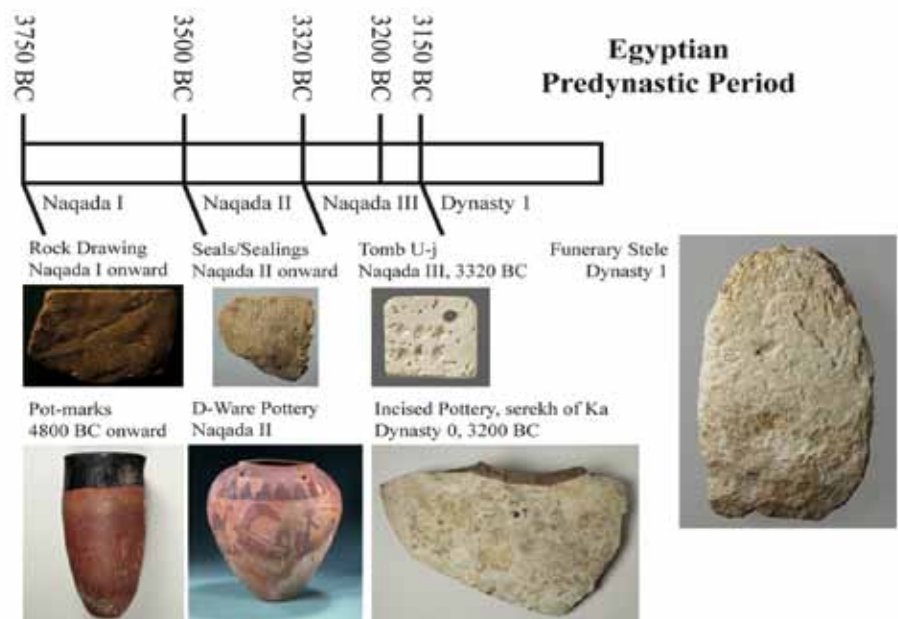 3750 BC
3500 BC
3320 BC
3200 BC
3150 BC
Egyptian
Predynastic Period
Naqada I
Naqada II
Naqada III
Dynasty 1
Rock Drawing
Naqada I onward
Seals/Sealings
Naqada II onward
Tomb U-j
Naqada III, 3320 BC
Funerary Stele
Dynasty 1
Pot-marks
4800 BC onward
D-Ware Pottery
Naqada II
Incised Pottery, serekh of Ka
Dynasty 0, 3200 BC